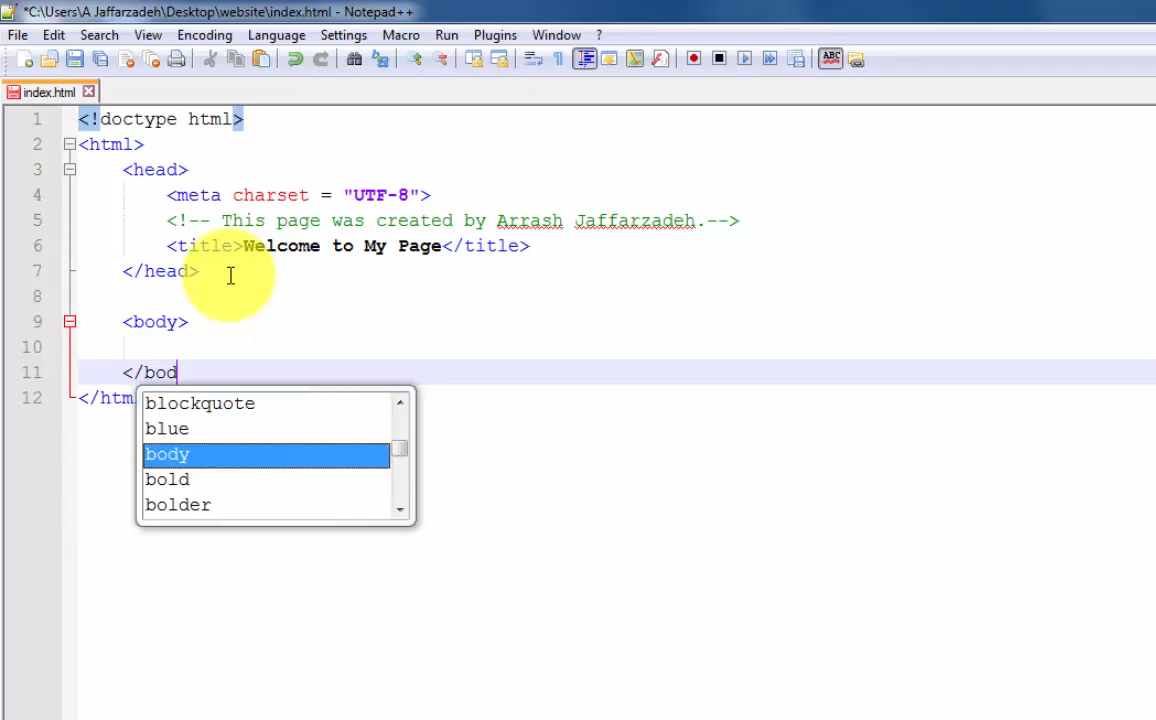 *C:\Users\A Jaffarzadeh\Desktop\website\index.html - Notepad++
File Edit Search View Encoding Language Settings Macro Run Plugins Window ?
ABC
index.html
1 <!doctype html>
2 <html>
3 <head>
4 <meta charset = "UTF-8">
5 <!-- This page was created by Arrash Jaffarzadeh.-->
6 <title>Welcome to My Page</title>
7 </head>
8
9 <body>
10
11 </bod
12 </htm
blockquote
blue
body
bold
bolder